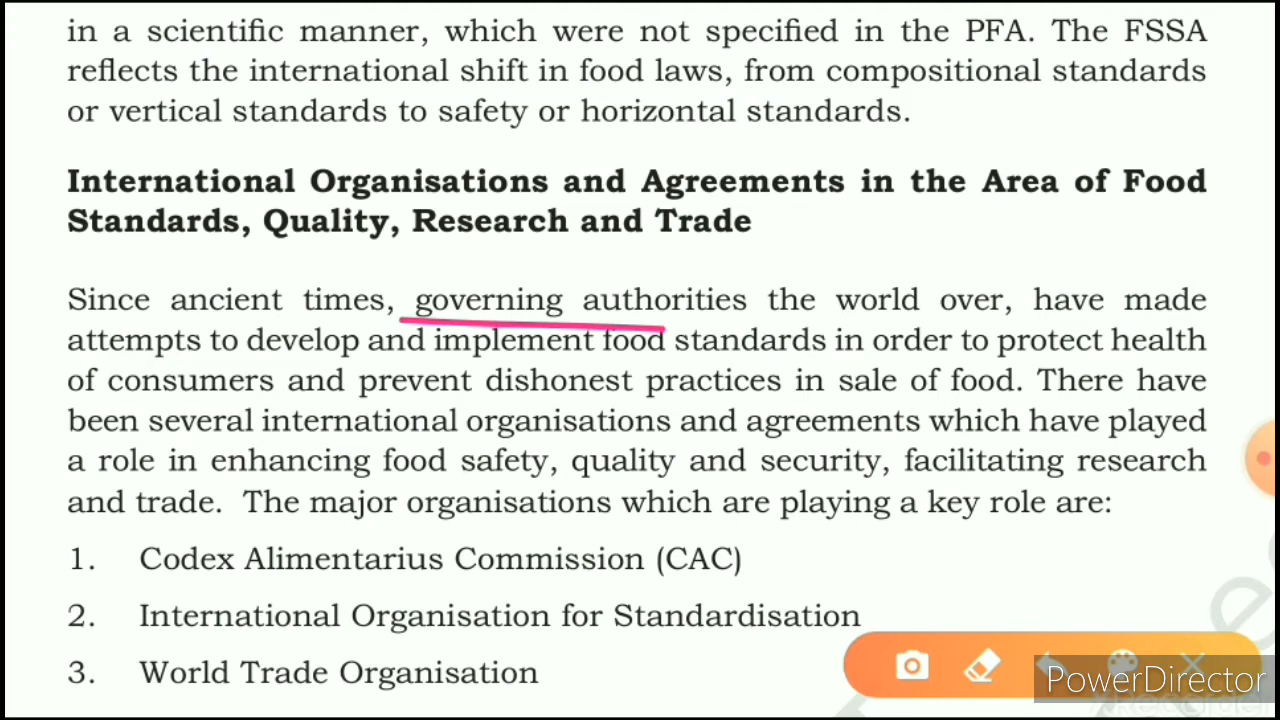 in a scientific manner, which were not specified in the PFA. The FSSA
reflects the international shift in food laws, from compositional standards
or vertical standards to safety or horizontal standards.
International Organisations and Agreements in the Area of Food
Standards, Quality, Research and Trade
Since ancient times, governing authorities the world over, have made
attempts to develop and implement food standards in order to protect health
of consumers and prevent dishonest practices in sale of food. There have
been several international organisations and agreements which have played
a role in enhancing food safety, quality and security, facilitating research
and trade. The major organisations which are playing a key role are:
1. Codex Alimentarius Commission (CAC)
2. International Organisation for Standardisation
3. World Trade Organisation
PowerDirector